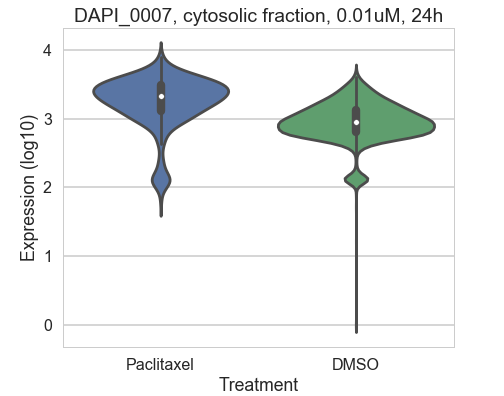 DAPI_0007, cytosolic fraction, 0.01uM, 24h
4
3
2
1
0
Expression (log10)
Paclitaxel DMSO
Treatment